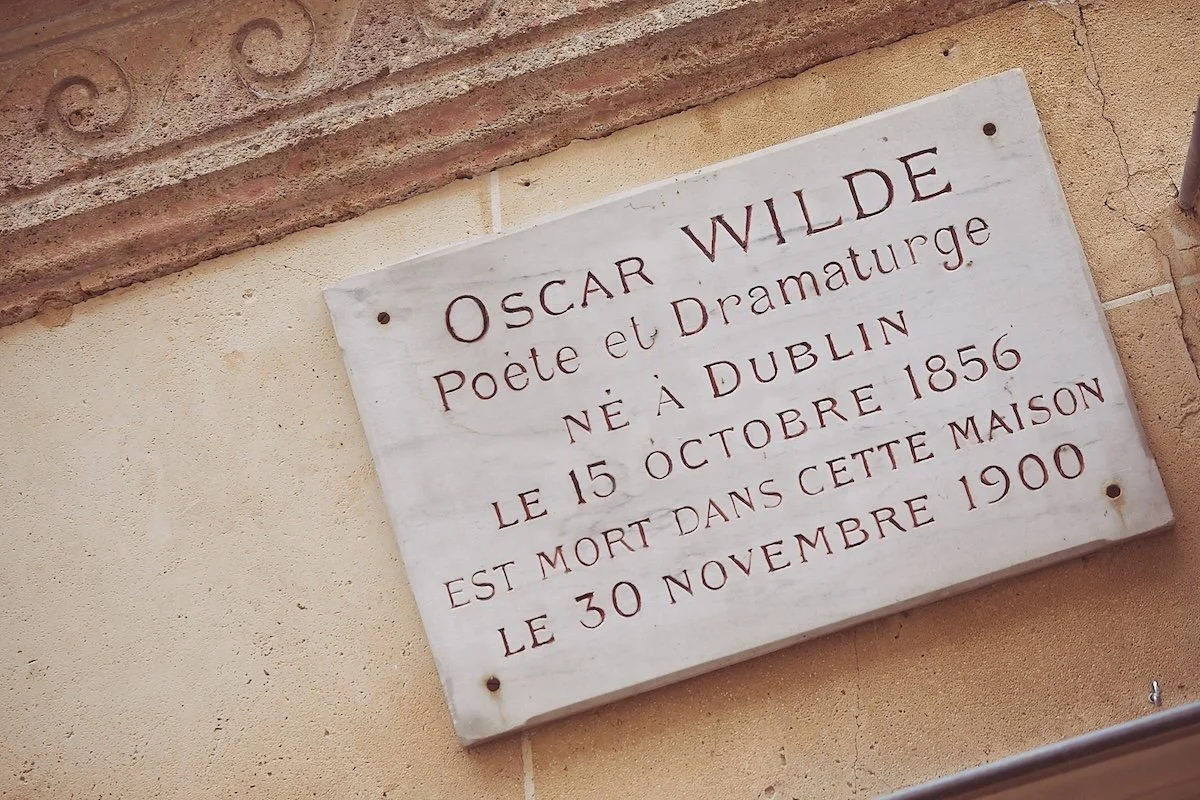 OSCAR WILDE
Poète et Dramaturge
NÉ À DUBLIN
LE 15 OCTOBRE 1856
EST MORT DANS CETTE MAISON
LE 30 NOVEMBRE 1900